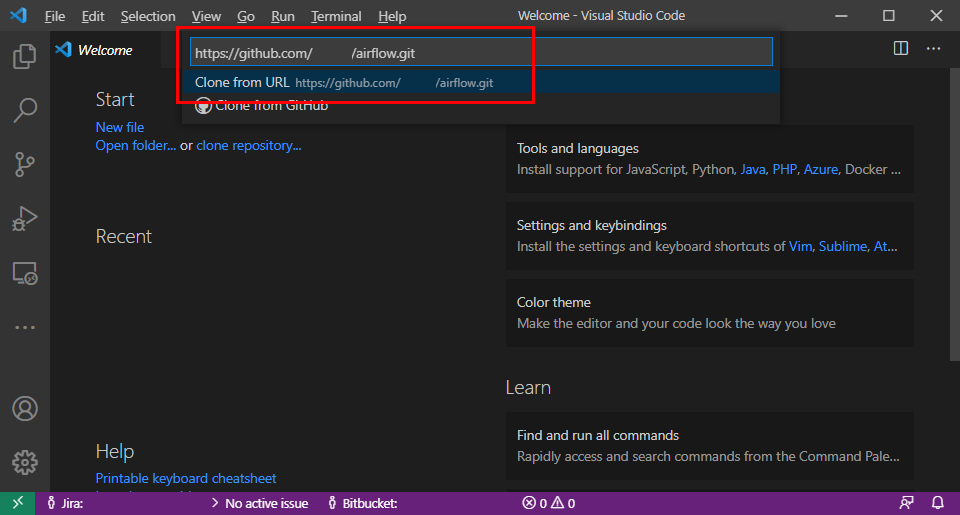 File Edit Selection View Go Run Terminal Help Welcome - Visual Studio Code
Welcome
https://github.com/ /airflow.git
Clone from URL https://github.com/ /airflow.git
Clone from GitHub
Start
New file
Open folder... or clone repository...
Recent
Help
Printable keyboard cheatsheet
Tools and languages
Install support for JavaScript, Python, Java, PHP, Azure, Docker ...
Settings and keybindings
Install the settings and keyboard shortcuts of Vim, Sublime, At...
Color theme
Make the editor and your code look the way you love
Learn
Find and run all commands
Rapidly access and search commands from the Command Pale...
Jira: No active issue Bitbucket: 0 0